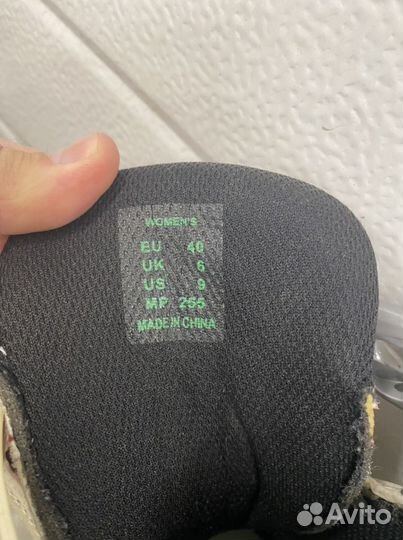 WOMEN'S
EU 40
UK 6
US 9
MP 255
MADE IN CHINA
Avito